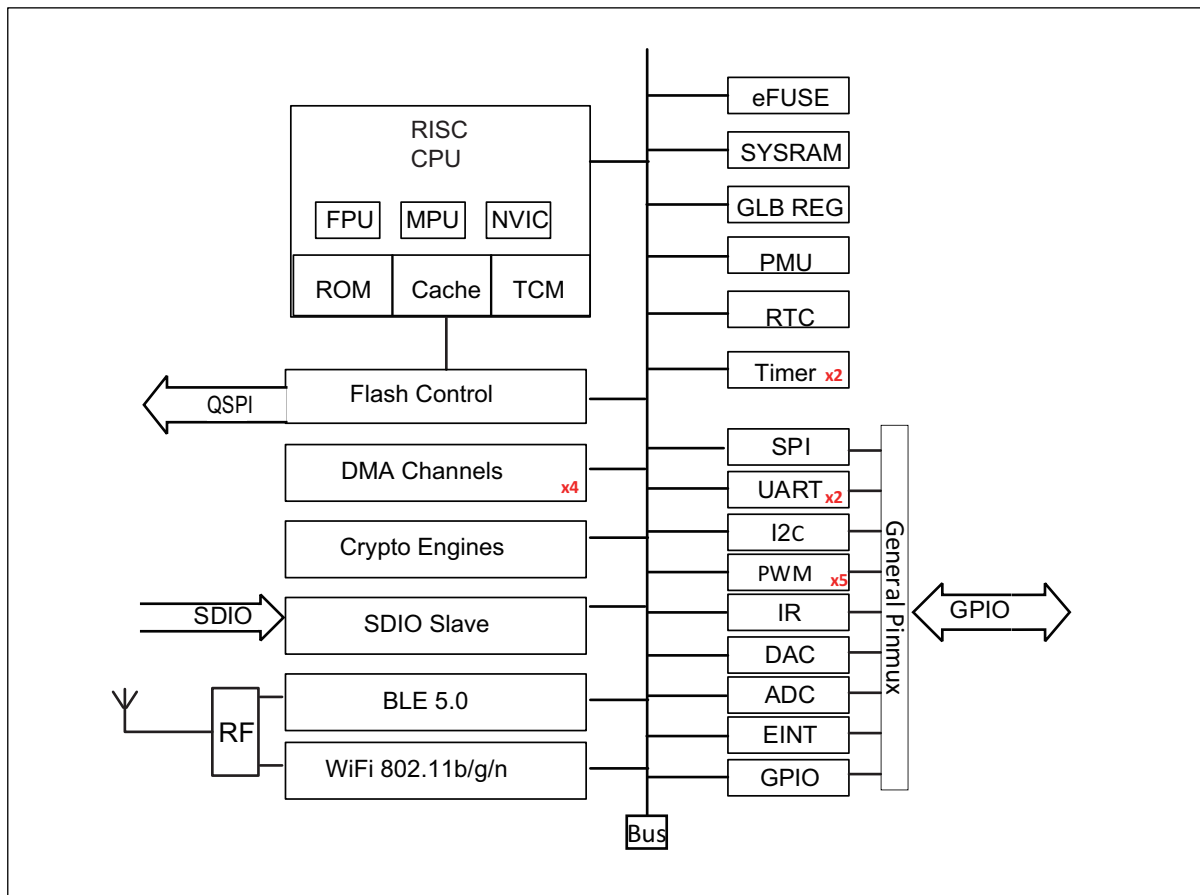 RISC
CPU
FPU
MPU
NVIC
ROM
Cache
TCM
QSPI
Flash Control
DMA Channels
x4
Crypto Engines
SDIO
SDIO Slave
RF
BLE 5.0
WiFi 802.11b/g/n
Bus
eFUSE
SYSRAM
GLB REG
PMU
RTC
Timer x2
SPI
UART x2
I2C
PWM x5
IR
DAC
ADC
EINT
GPIO
General Pinmux
GPIO